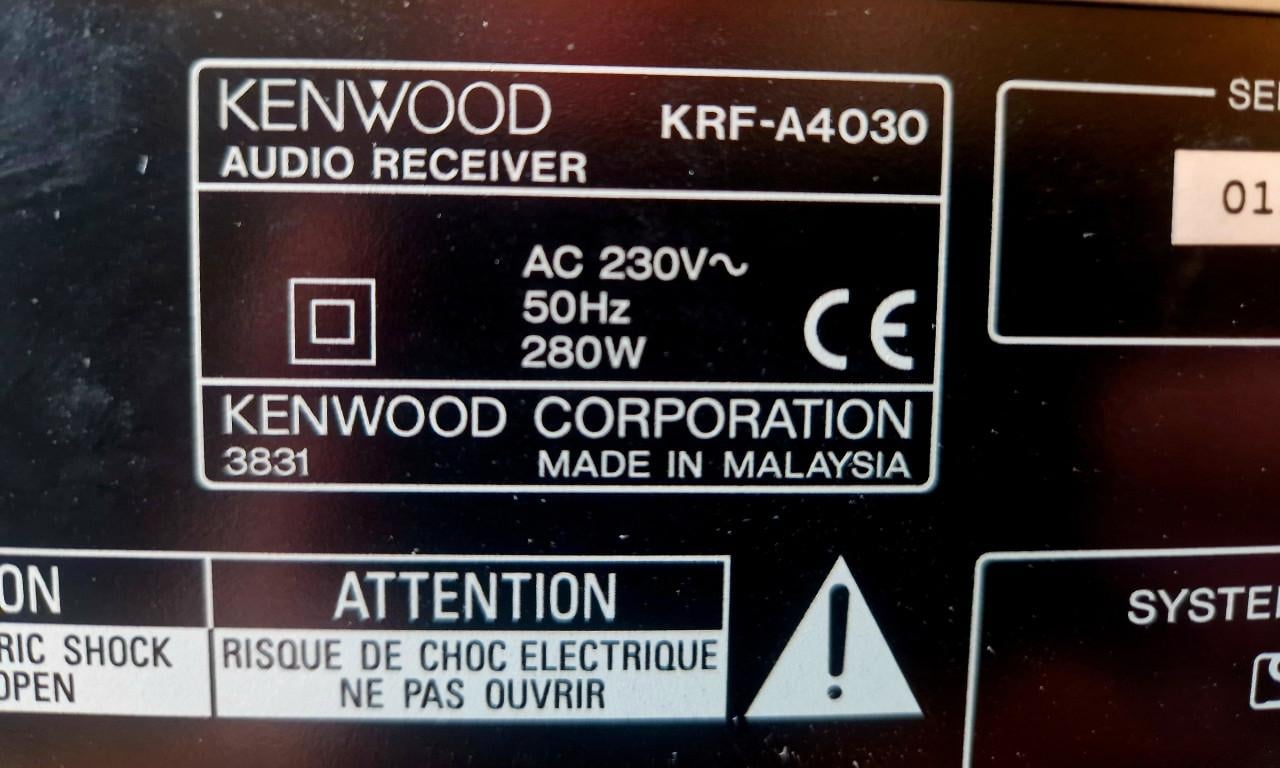 KENWOOD KRF-A4030
AUDIO RECEIVER
AC 230V~
50Hz
280W
CE
KENWOOD CORPORATION
3831 MADE IN MALAYSIA
SE
01
ON
RIC SHOCK
OPEN
ATTENTION
RISQUE DE CHOC ELECTRIQUE
NE PAS OUVRIR
!
SYSTE